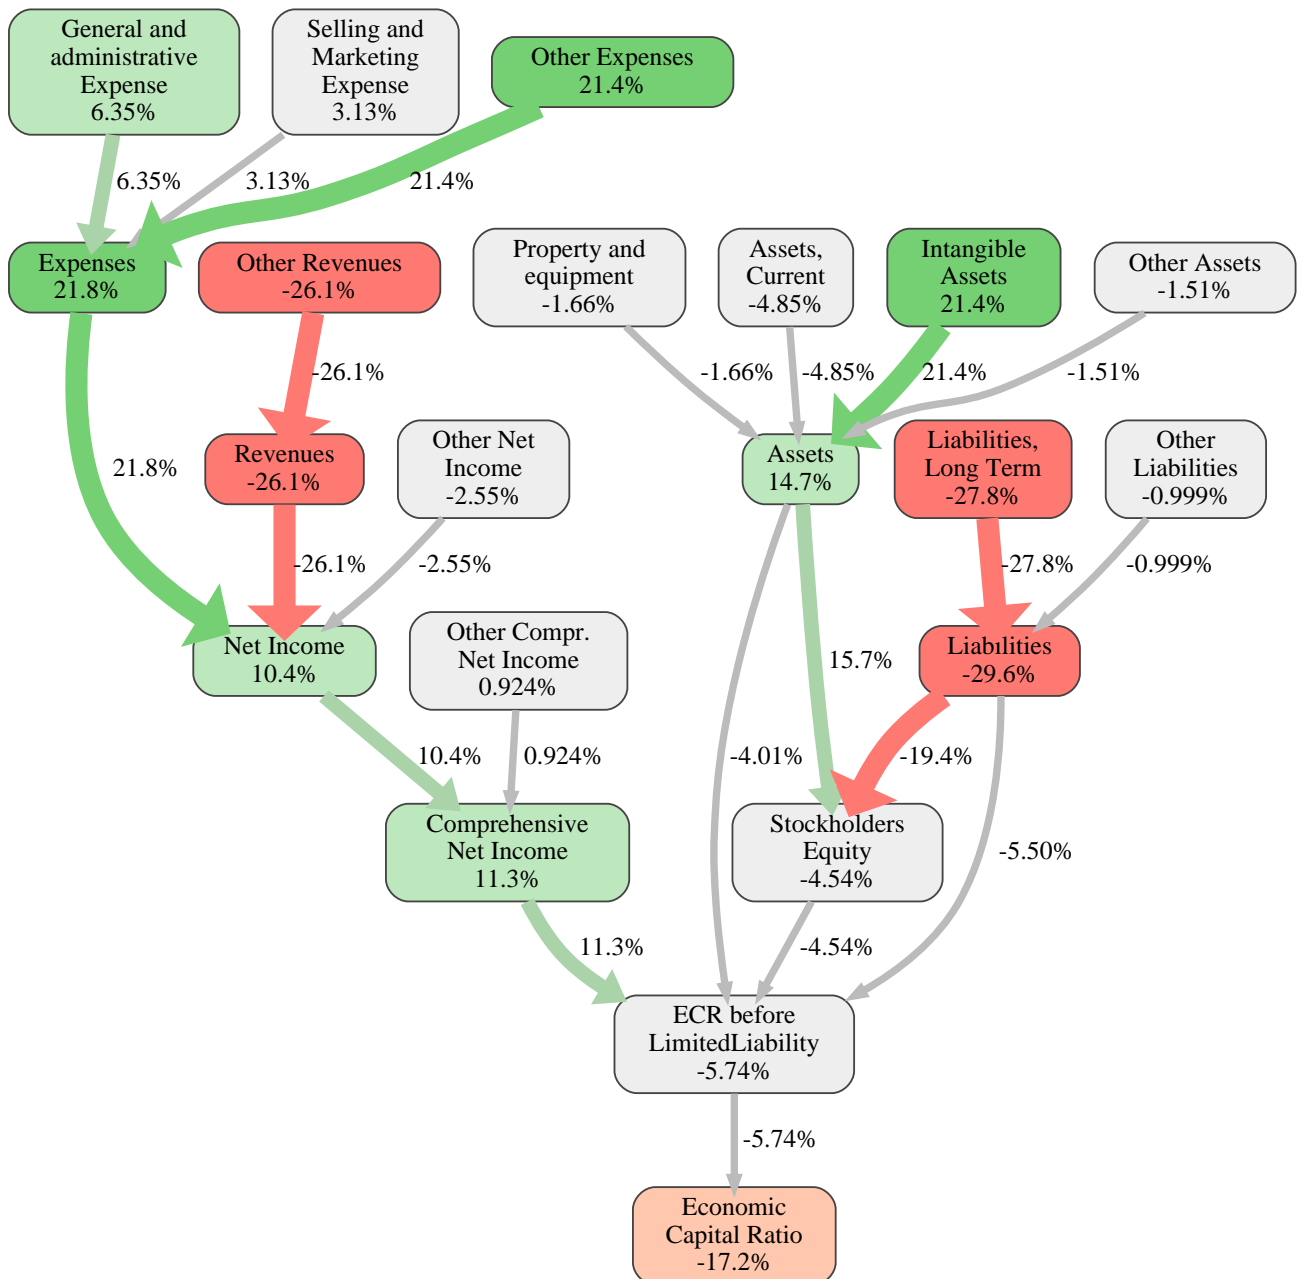 General and
administrative
Expense
6.35%
Selling and
Marketing
Expense
3.13%
Other Expenses
21.4%
6.35%
3.13%
21.4%
Expenses
21.8%
Other Revenues
-26.1%
Property and
equipment
-1.66%
Assets,
Current
-4.85%
Intangible
Assets
21.4%
Other Assets
-1.51%
-26.1%
-1.66%
-4.85%
21.4%
-1.51%
21.8%
Revenues
-26.1%
Other Net
Income
-2.55%
Assets
14.7%
Liabilities,
Long Term
-27.8%
Other
Liabilities
-0.999%
-26.1%
-2.55%
-27.8%
-0.999%
Net Income
10.4%
Other Compr.
Net Income
0.924%
15.7%
Liabilities
-29.6%
10.4%
0.924%
-4.01%
-19.4%
Comprehensive
Net Income
11.3%
Stockholders
Equity
-4.54%
-5.50%
11.3%
-4.54%
ECR before
LimitedLiability
-5.74%
-5.74%
Economic
Capital Ratio
-17.2%